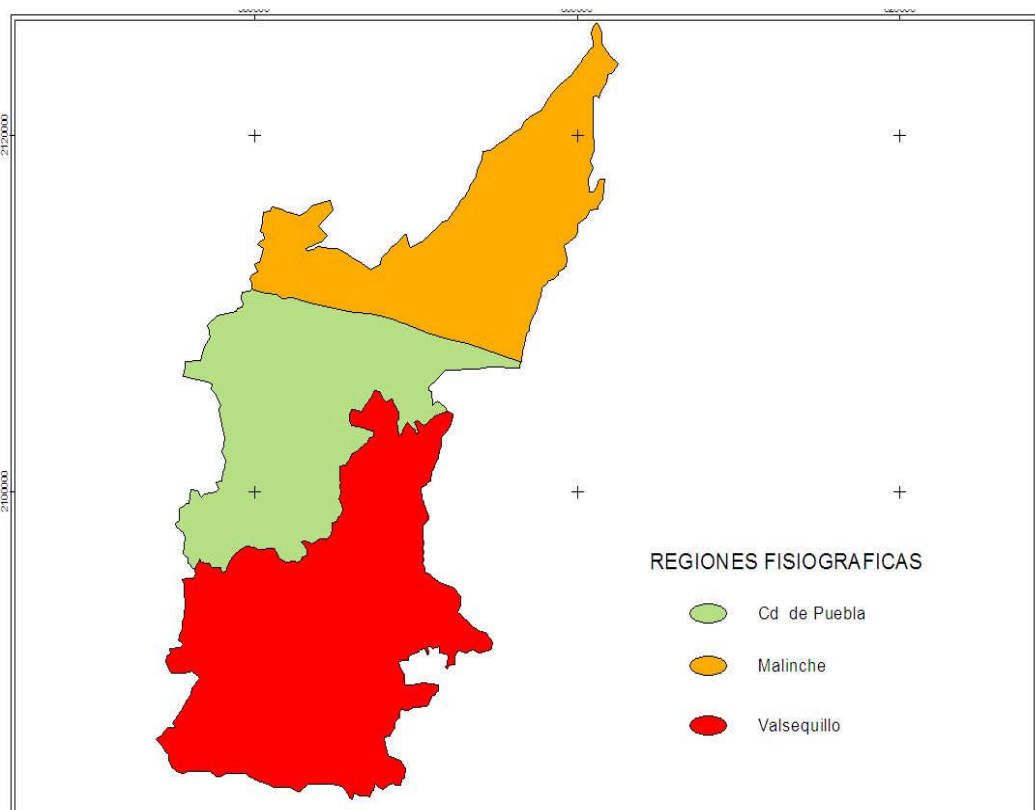 2120000
2100000
REGIONES FISIOGRAFICAS
Cd de Puebla
Malinche
Valsequillo